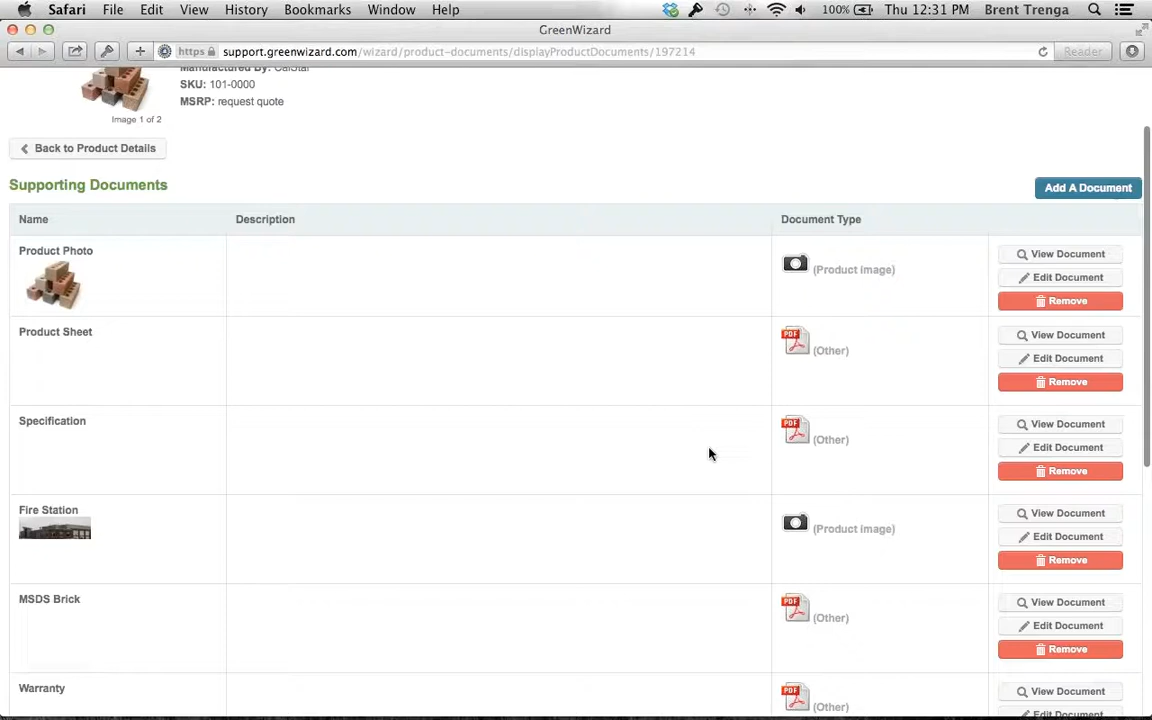 Safari File Edit View History Bookmarks Window Help 100% Thu 12:31 PM Brent Trenga
GreenWizard
https support.greenwizard.com/wizard/product-documents/displayProductDocuments/197214 Reader
Manufactured By: CalStar
SKU: 101-0000
MSRP: request quote
Image 1 of 2
Back to Product Details
Supporting Documents
Add A Document
Name Description Document Type
Product Photo
(Product image)
View Document
Edit Document
Remove
Product Sheet
PDF (Other)
View Document
Edit Document
Remove
Specification
PDF (Other)
View Document
Edit Document
Remove
Fire Station
(Product image)
View Document
Edit Document
Remove
MSDS Brick
PDF (Other)
View Document
Edit Document
Remove
Warranty
PDF (Other)
View Document
Edit Document